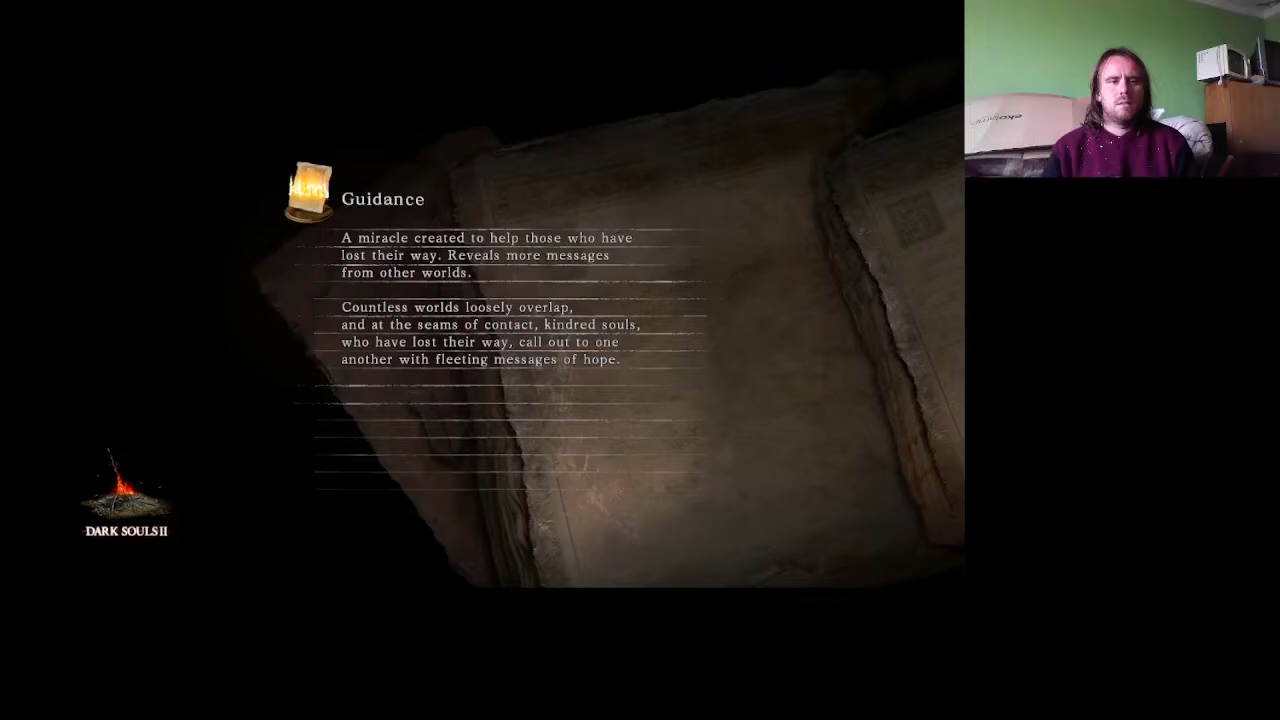 Guidance
A miracle created to help those who have
lost their way. Reveals more messages
from other worlds.
Countless worlds loosely overlap,
and at the seams of contact, kindred souls,
who have lost their way, call out to one
another with fleeting messages of hope.
DARK SOULS II